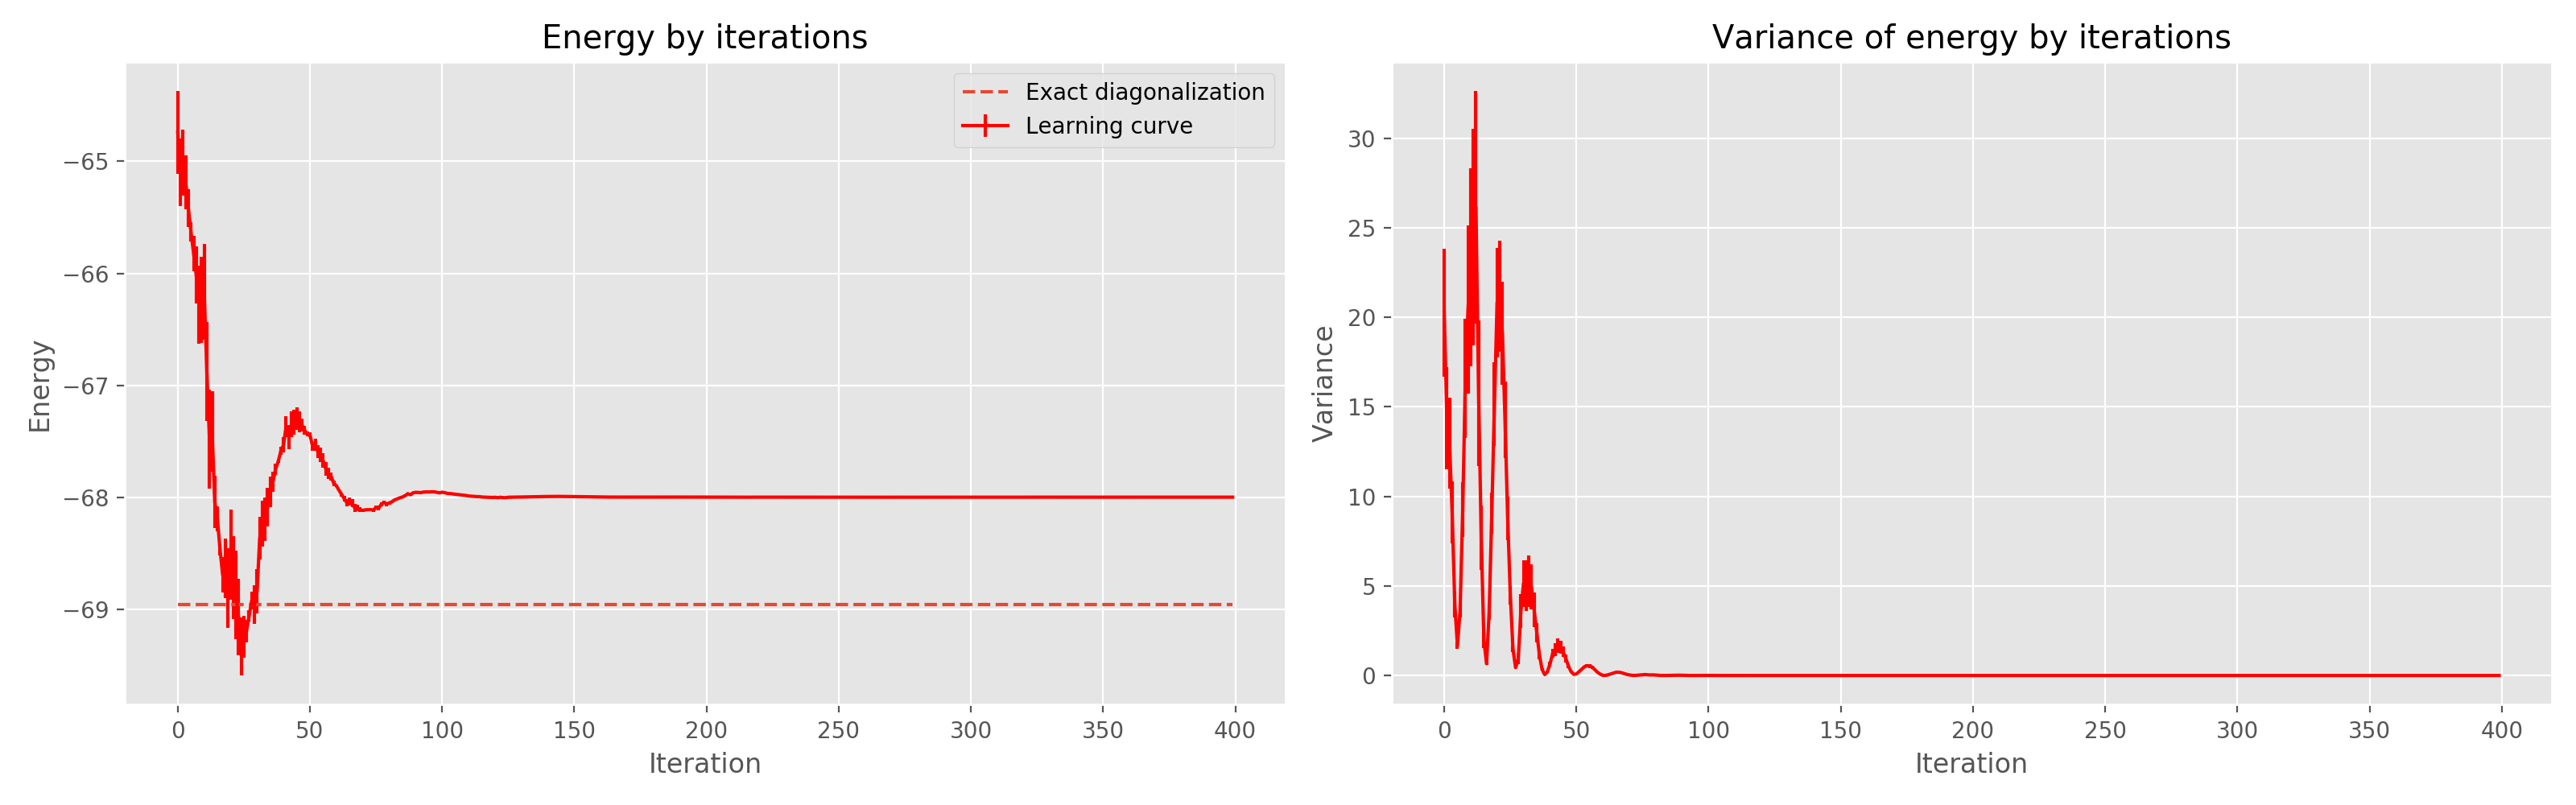 Energy by iterations
Exact diagonalization
Learning curve
Energy
−65
−66
−67
−68
−69
0 50 100 150 200 250 300 350 400
Iteration
Variance of energy by iterations
Variance
30
25
20
15
10
5
0
0 50 100 150 200 250 300 350 400
Iteration